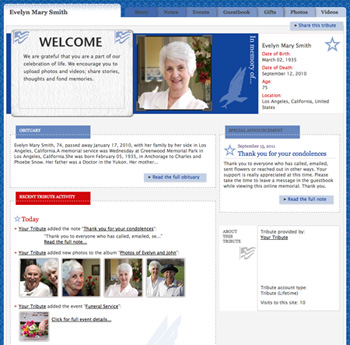 Evelyn Mary Smith
Home Notes Events Guestbook Gifts Photos Videos
Share this tribute
WELCOME
We are grateful that you are a part of our
celebration of life. We encourage you to
upload photos and videos; share stories,
thoughts and fond memories.
In memory of...
Evelyn Mary Smith
Date of Birth
March 02, 1935
Date of Death
September 12, 2010
Age:
75
Location:
Los Angeles, California, United
States
OBITUARY
Evelyn Mary Smith, 74, passed away January 17, 2010, with her family by her side in Los
Angeles, California.A memorial service was Wednesday at Greenwood Memorial Park in
Los Angeles, California.She was born February 05, 1935, in Anchorage to Charles and
Phoebe Snow. Her father was a Doctor in the Yukon. Her mother...
Read the full obituary
SPECIAL ANNOUNCEMENT
September 15, 2011
Thank you for your condolences
Evelyn Mary Smith would like everyone who has called, emailed,
sent flowers or reached out in other ways. Your
support is really appreciated at this time. Please
take the time to leave a message in the guestbook
while viewing this online memorial. Thank you.
Read the full note
RECENT TRIBUTE ACTIVITY
Today
Your Tribute added the note "Thank you for your condolences":
"Thank you to everyone who has called, emailed, se..."
Read the full note...
Your Tribute added new photos to the album "Photos of Evelyn and John":
Your Tribute added the event "Funeral Service":
Click for full event details...
ABOUT
THIS
TRIBUTE
Tribute provided by:
Your Tribute
Tribute account type:
Tribute (Lifetime)
Visits to this site: 10